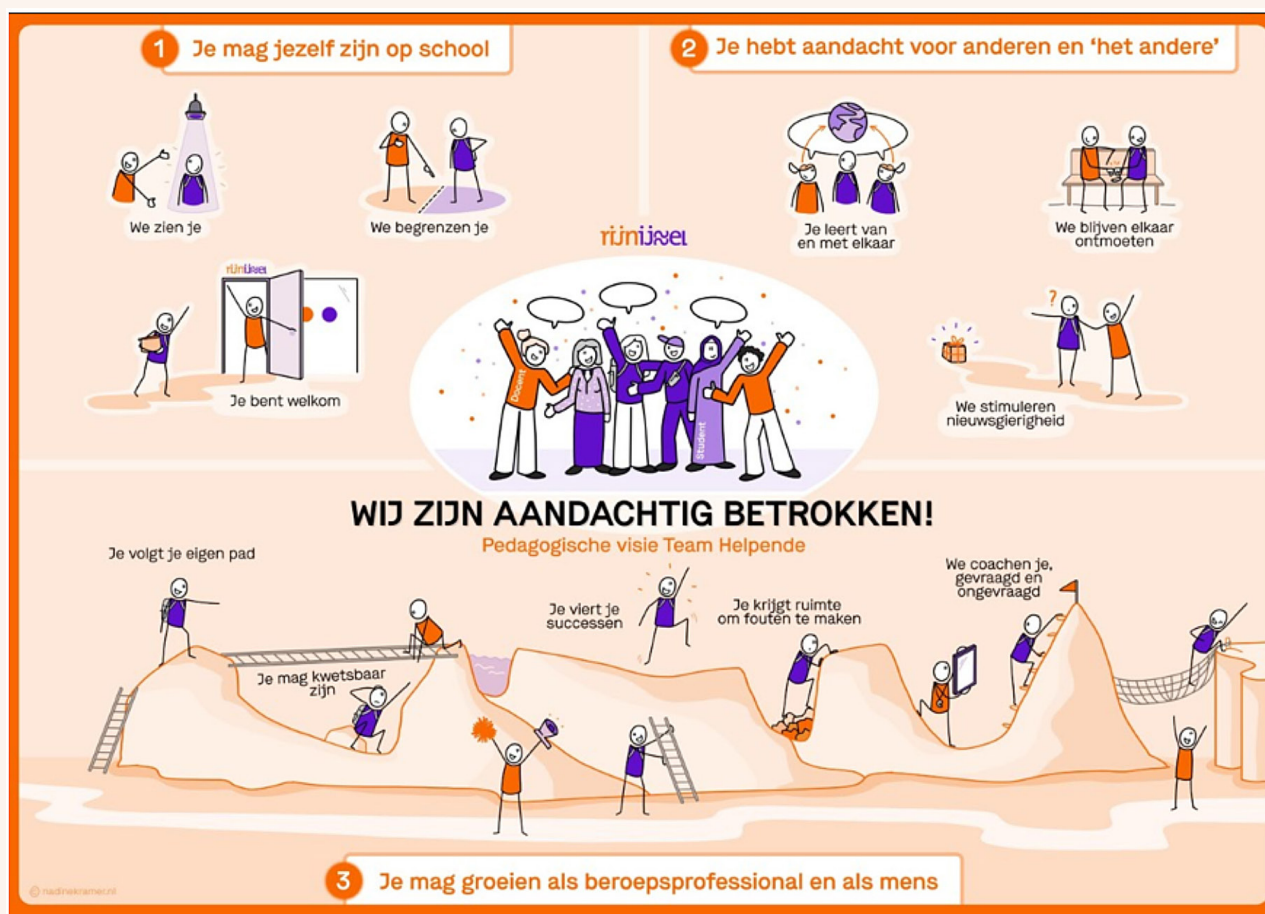 1 Je mag jezelf zijn op school
We zien je
We begrenzen je
rijnijssel
Je bent welkom
2 Je hebt aandacht voor anderen en ‘het andere’
Je leert van
en met elkaar
We blijven elkaar
ontmoeten
?
We stimuleren
nieuwsgierigheid
rijnijssel
Docent
Student
WIJ ZIJN AANDACHTIG BETROKKEN!
Pedagogische visie Team Helpende
Je volgt je eigen pad
Je mag kwetsbaar
zijn
Je viert je
successen
Je krijgt ruimte
om fouten te maken
We coachen je,
gevraagd en
ongevraagd
3 Je mag groeien als beroepsprofessional en als mens
© nadinekramer.nl